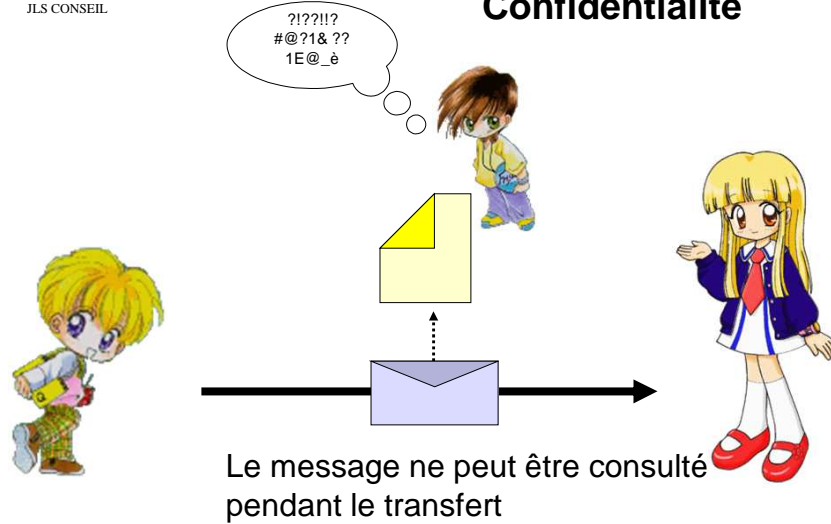 JLS CONSEIL
Confidentialité
?!??!!?
#@?1& ??
1E@_è
Le message ne peut être consulté
pendant le transfert